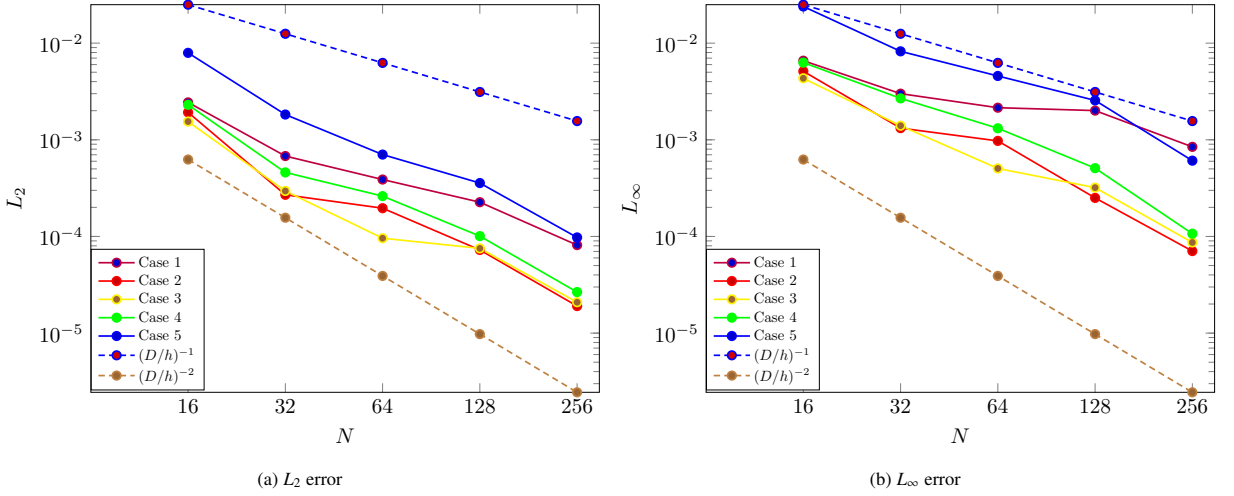 10^{-2}
10^{-3}
10^{-4}
10^{-5}
L_2
Case 1
Case 2
Case 3
Case 4
Case 5
(D/h)^{-1}
(D/h)^{-2}
16 32 64 128 256
N
(a) L_2 error
10^{-2}
10^{-3}
10^{-4}
10^{-5}
L_∞
Case 1
Case 2
Case 3
Case 4
Case 5
(D/h)^{-1}
(D/h)^{-2}
16 32 64 128 256
N
(b) L_∞ error